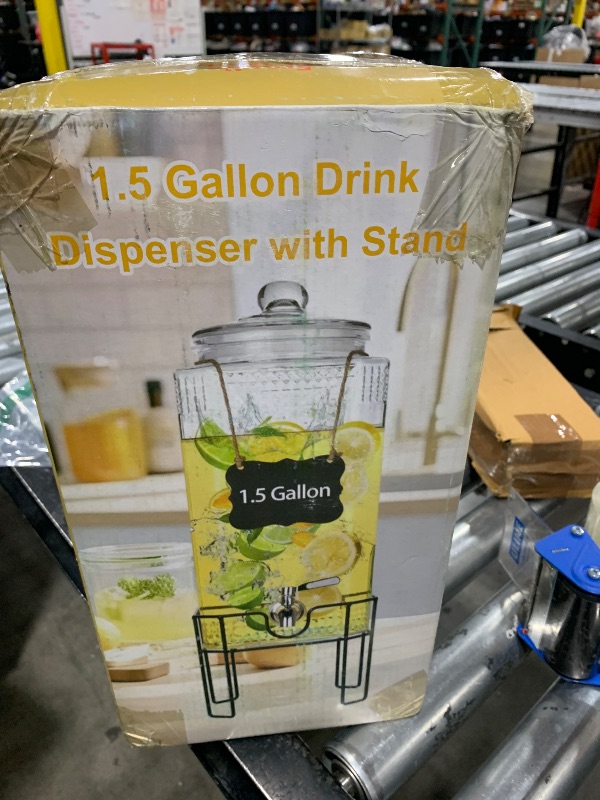 1.5 Gallon Drink
Dispenser with Stand
1.5 Gallon